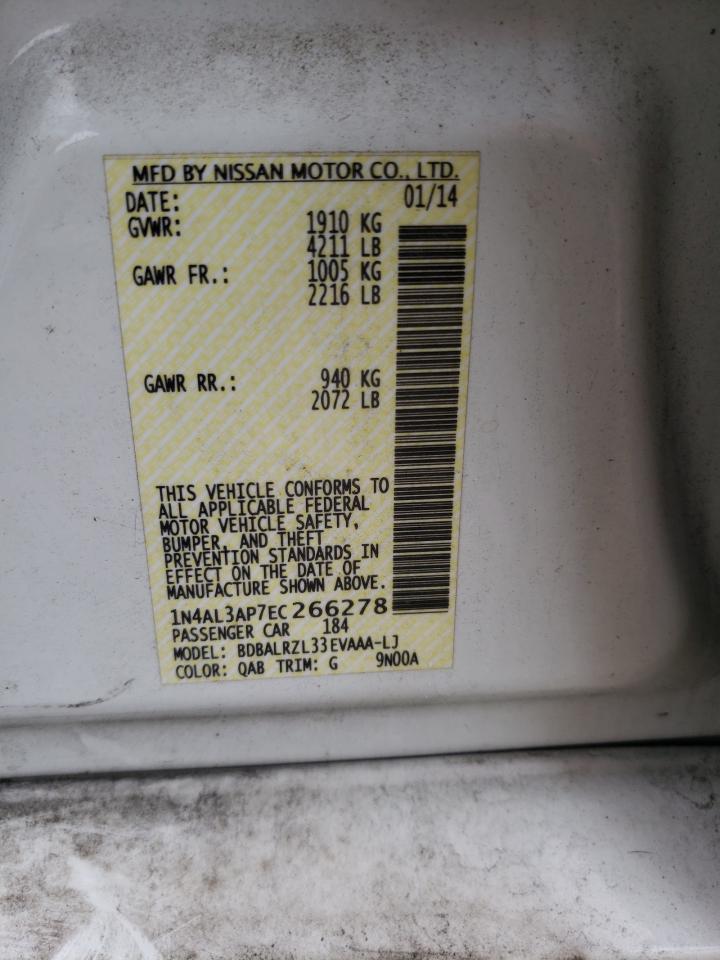 MFD BY NISSAN MOTOR CO., LTD.
DATE: 01/14
GVWR: 1910 KG
4211 LB
GAWR FR.: 1005 KG
2216 LB
GAWR RR.: 940 KG
2072 LB
THIS VEHICLE CONFORMS TO
ALL APPLICABLE FEDERAL
MOTOR VEHICLE SAFETY,
BUMPER, AND THEFT
PREVENTION STANDARDS IN
EFFECT ON THE DATE OF
MANUFACTURE SHOWN ABOVE.
1N4AL3AP7EC266278
PASSENGER CAR 184
MODEL: BDBALRZL33EVAAA-LJ
COLOR: QAB TRIM: G 9N00A